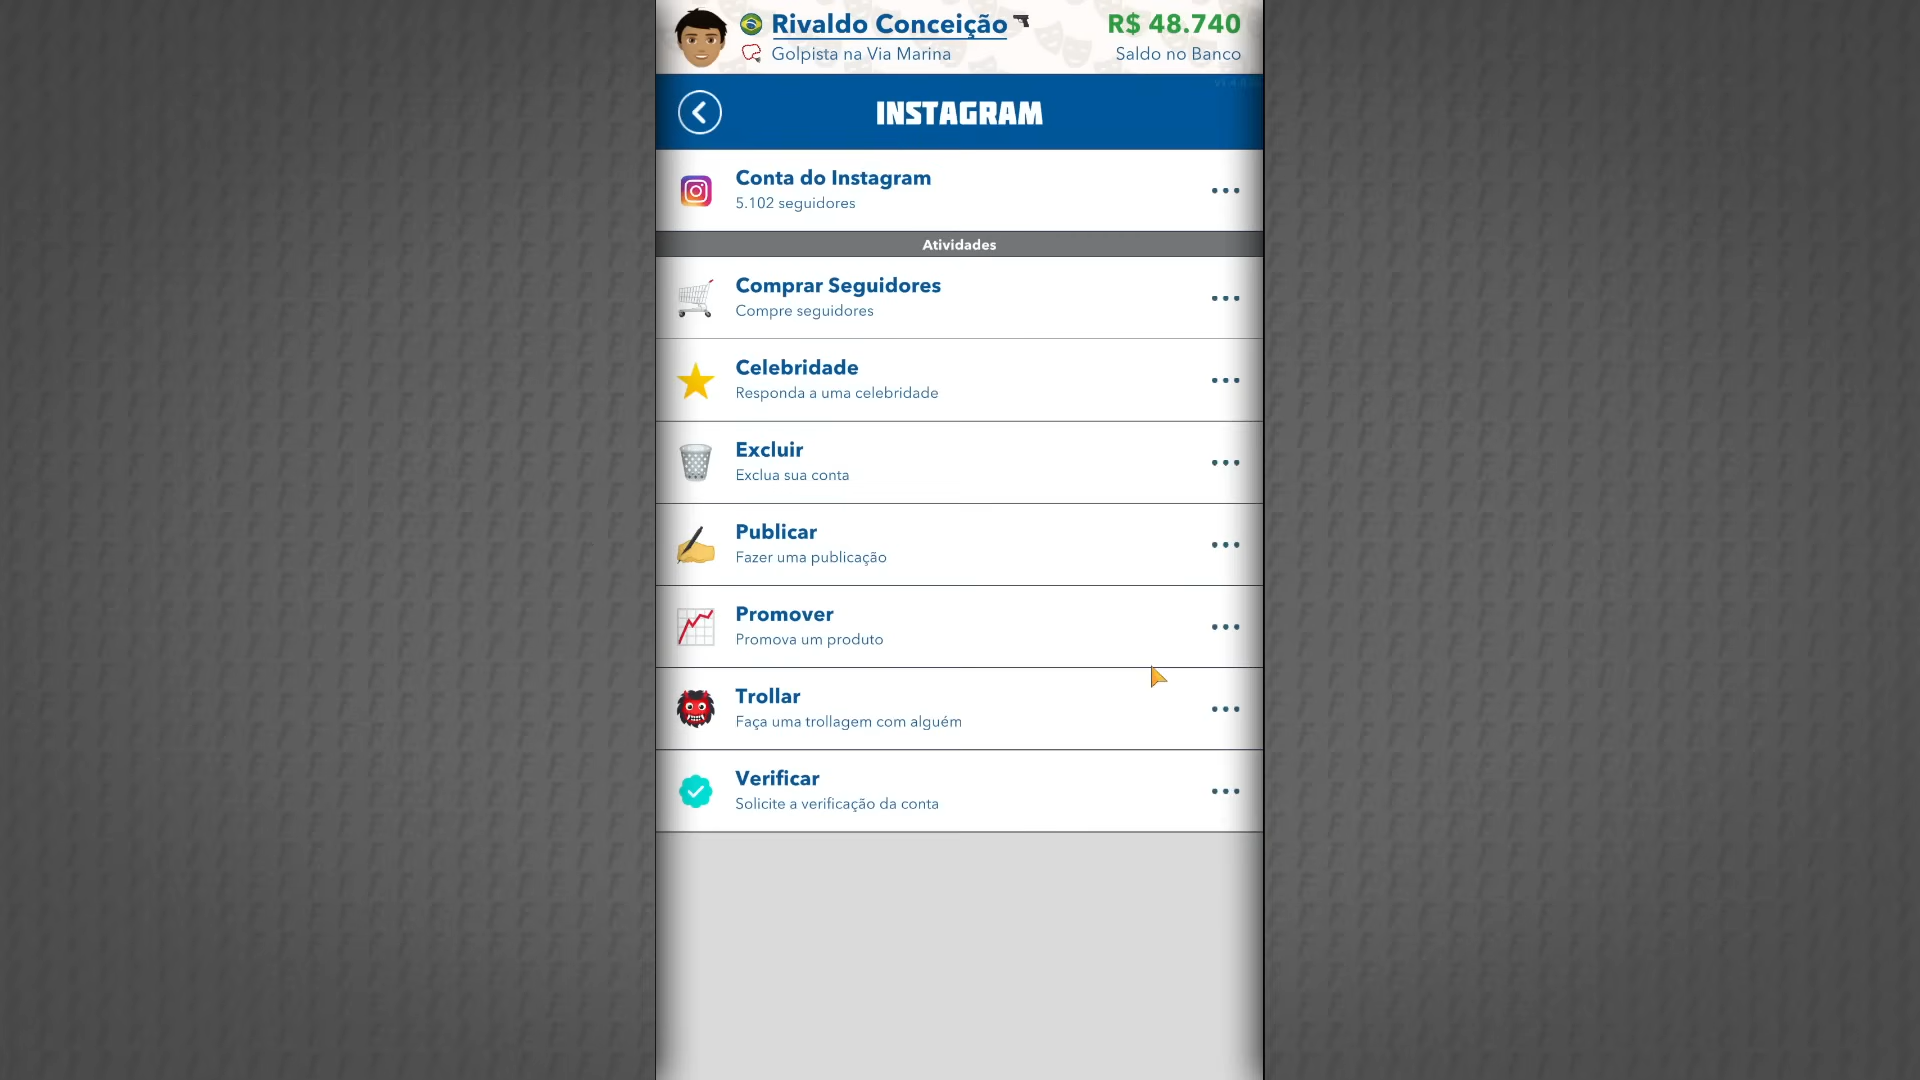 Rivaldo Conceição
R$ 48.740
Golpista na Via Marina
Saldo no Banco
INSTAGRAM
Conta do Instagram
5.102 seguidores
Atividades
Comprar Seguidores
Compre seguidores
Celebridade
Responda a uma celebridade
Excluir
Exclua sua conta
Publicar
Fazer uma publicação
Promover
Promova um produto
Trollar
Faça uma trollagem com alguém
Verificar
Solicite a verificação da conta